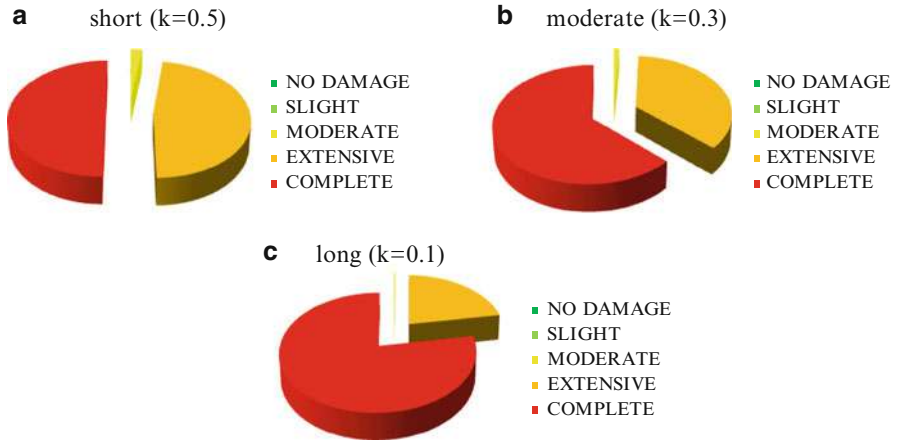 a short (k=0.5)
NO DAMAGE
SLIGHT
MODERATE
EXTENSIVE
COMPLETE
b moderate (k=0.3)
NO DAMAGE
SLIGHT
MODERATE
EXTENSIVE
COMPLETE
c long (k=0.1)
NO DAMAGE
SLIGHT
MODERATE
EXTENSIVE
COMPLETE